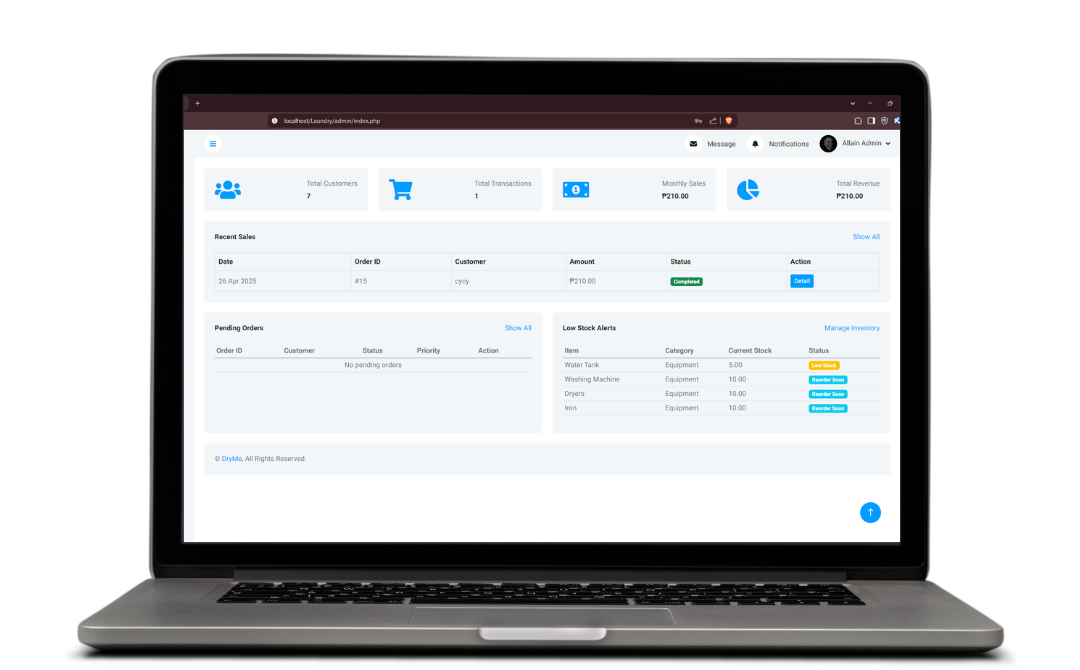 localhost/Laundry/admin/index.php
Message Notifications Allain Admin
Total Customers
7
Total Transactions
1
Monthly Sales
₱210.00
Total Revenue
₱210.00
Recent Sales Show All
Date Order ID Customer Amount Status Action
26 Apr 2025 #15 cycy ₱210.00 Completed Detail
Pending Orders Show All
Order ID Customer Status Priority Action
No pending orders
Low Stock Alerts Manage Inventory
Item Category Current Stock Status
Water Tank Equipment 5.00 Low Stock
Washing Machine Equipment 10.00 Reorder Soon
Dryers Equipment 10.00 Reorder Soon
Iron Equipment 10.00 Reorder Soon
© DryMe, All Rights Reserved.